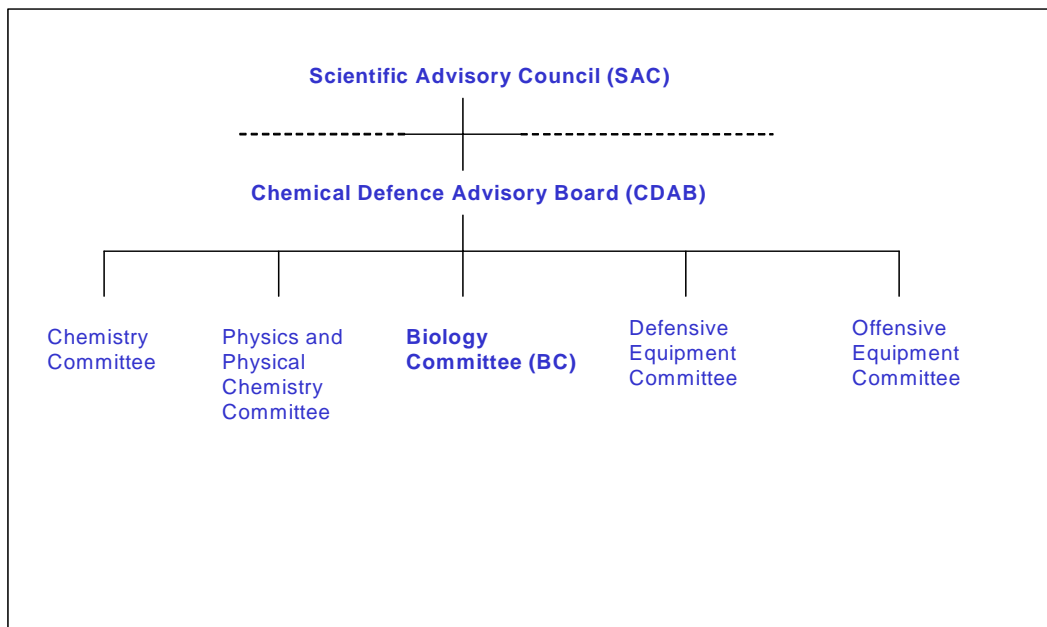 Scientific Advisory Council (SAC)
Chemical Defence Advisory Board (CDAB)
Chemistry
Committee
Physics and
Physical
Chemistry
Committee
Biology
Committee (BC)
Defensive
Equipment
Committee
Offensive
Equipment
Committee